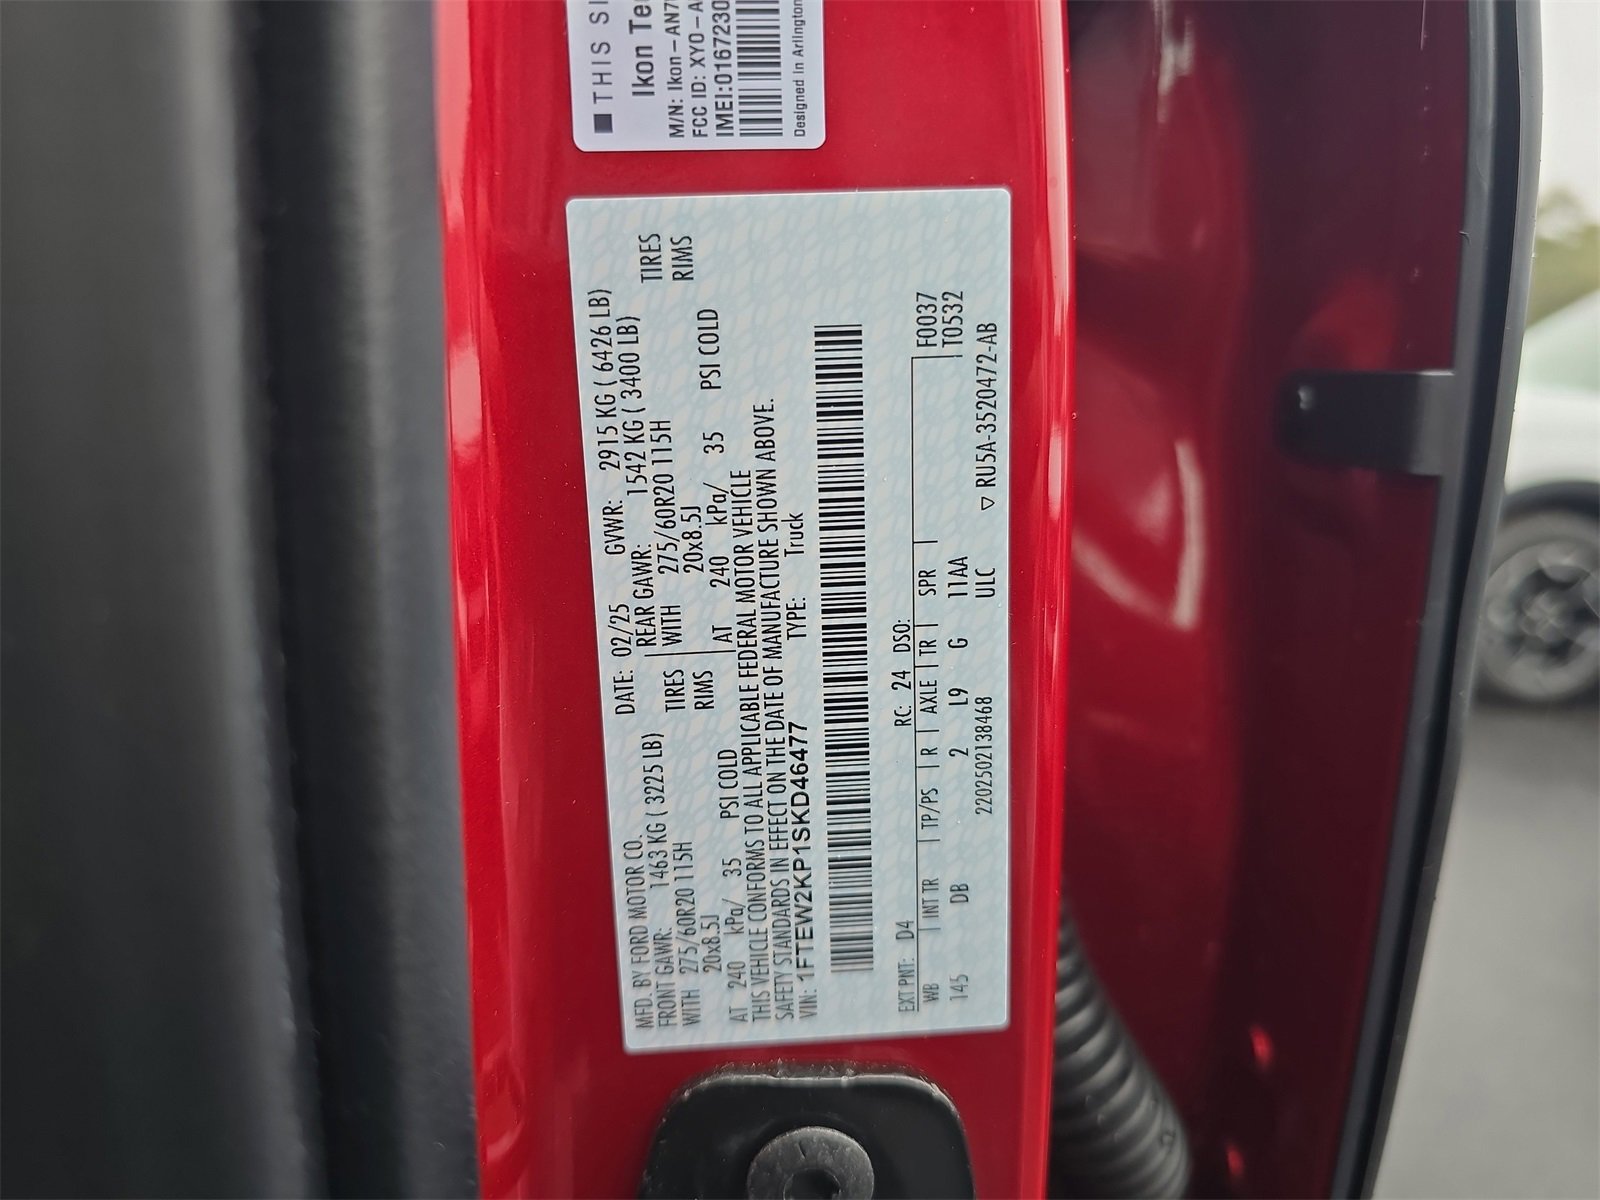 MFD. BY FORD MOTOR CO.
DATE: 02/25 GVWR: 2915 KG ( 6426 LB)
FRONT GAWR: 1463 KG ( 3225 LB)
REAR GAWR: 1542 KG ( 3400 LB)
WITH 275/60R20 115H TIRES
WITH 275/60R20 115H TIRES
20x8.5J RIMS
20x8.5J RIMS
AT 240 kPa/ 35 PSI COLD
AT 240 kPa/ 35 PSI COLD
THIS VEHICLE CONFORMS TO ALL APPLICABLE FEDERAL MOTOR VEHICLE
SAFETY STANDARDS IN EFFECT ON THE DATE OF MANUFACTURE SHOWN ABOVE.
VIN: 1FTEW2KP1SKD46477 TYPE: Truck
EXT PNT: D4 RC: 24 DSO: F0037
WB INT TR TP/PS R AXLE TR SPR T0532
145 DB 2 L9 G 11AA
2202502138468 ULC ▽ RU5A-3520472-AB
■ THIS
Ikon
M/N: Ikon-
FCC ID: XY0-
IMEI:
Designed in Arlington